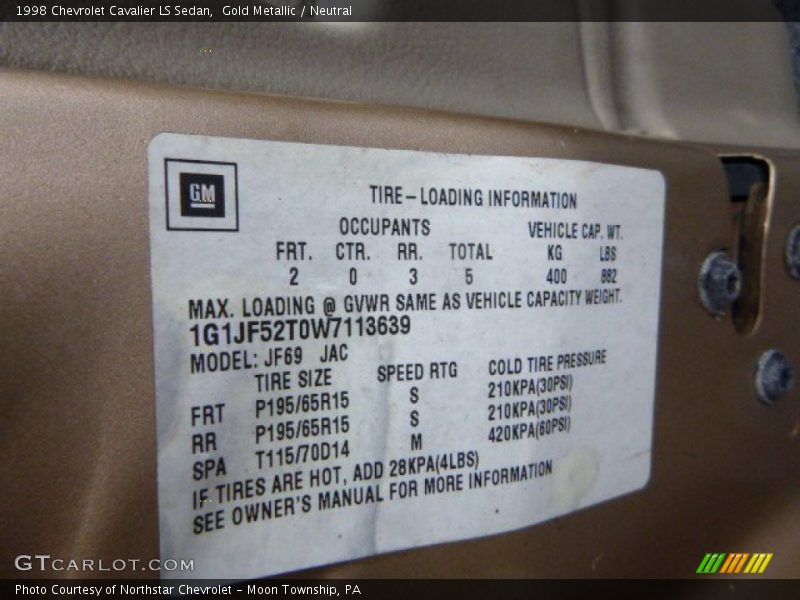 1998 Chevrolet Cavalier LS Sedan,  Gold Metallic / Neutral
GM
TIRE-LOADING INFORMATION
OCCUPANTS VEHICLE CAP. WT.
FRT. CTR. RR. TOTAL KG LBS
2 0 3 5 400 882
MAX. LOADING @ GVWR SAME AS VEHICLE CAPACITY WEIGHT.
1G1JF52T0W7113639
MODEL: JF69 JAC
TIRE SIZE SPEED RTG COLD TIRE PRESSURE
FRT P195/65R15 S 210KPA(30PSI)
RR P195/65R15 S 210KPA(30PSI)
SPA T115/70D14 M 420KPA(60PSI)
IF TIRES ARE HOT, ADD 28KPA(4LBS)
SEE OWNER'S MANUAL FOR MORE INFORMATION
GTCARLOT.COM
Photo Courtesy of Northstar Chevrolet - Moon Township, PA